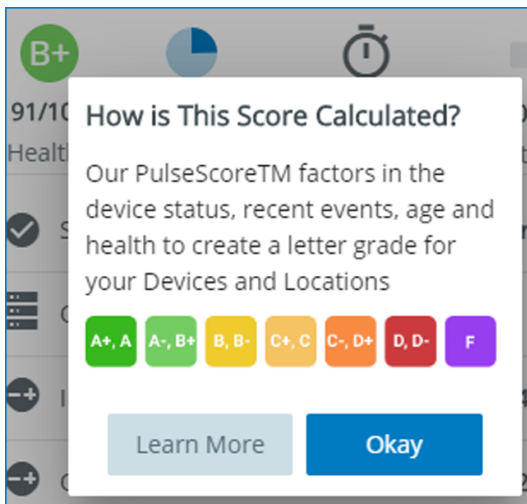 B+
91/10
Healt
How is This Score Calculated?
Our PulseScoreTM factors in the
device status, recent events, age and
health to create a letter grade for
your Devices and Locations
A+, A
A-, B+
B, B-
C+, C
C-, D+
D, D-
F
Learn More
Okay